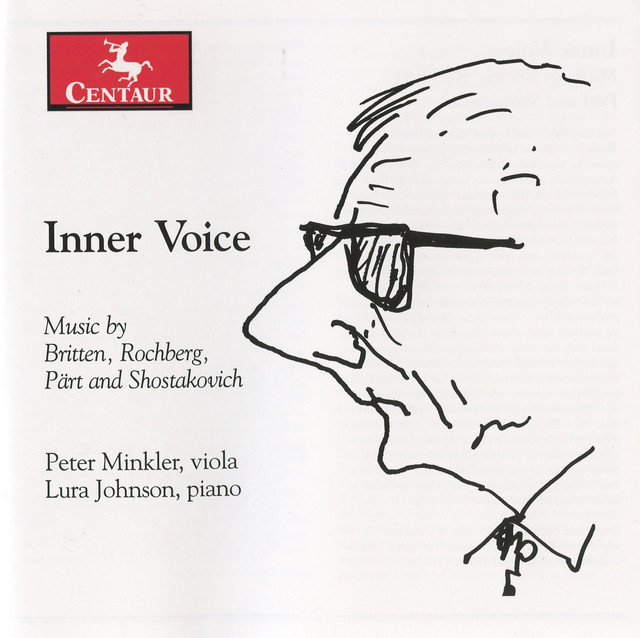 CENTAUR
Inner Voice
Music by
Britten, Rochberg,
Pärt and Shostakovich
Peter Minkler, viola
Lura Johnson, piano